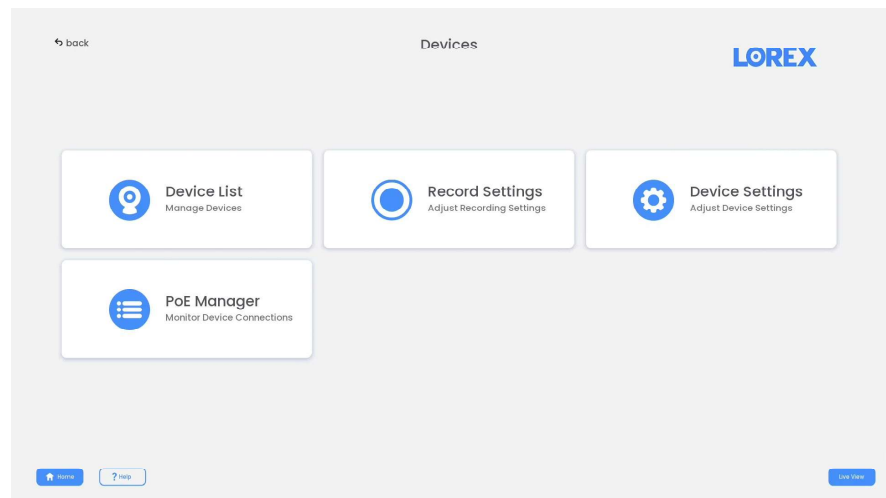 back
Devices
LOREX
Device List
Manage Devices
Record Settings
Adjust Recording Settings
Device Settings
Adjust Device Settings
PoE Manager
Monitor Device Connections
Home
? Help
Live View